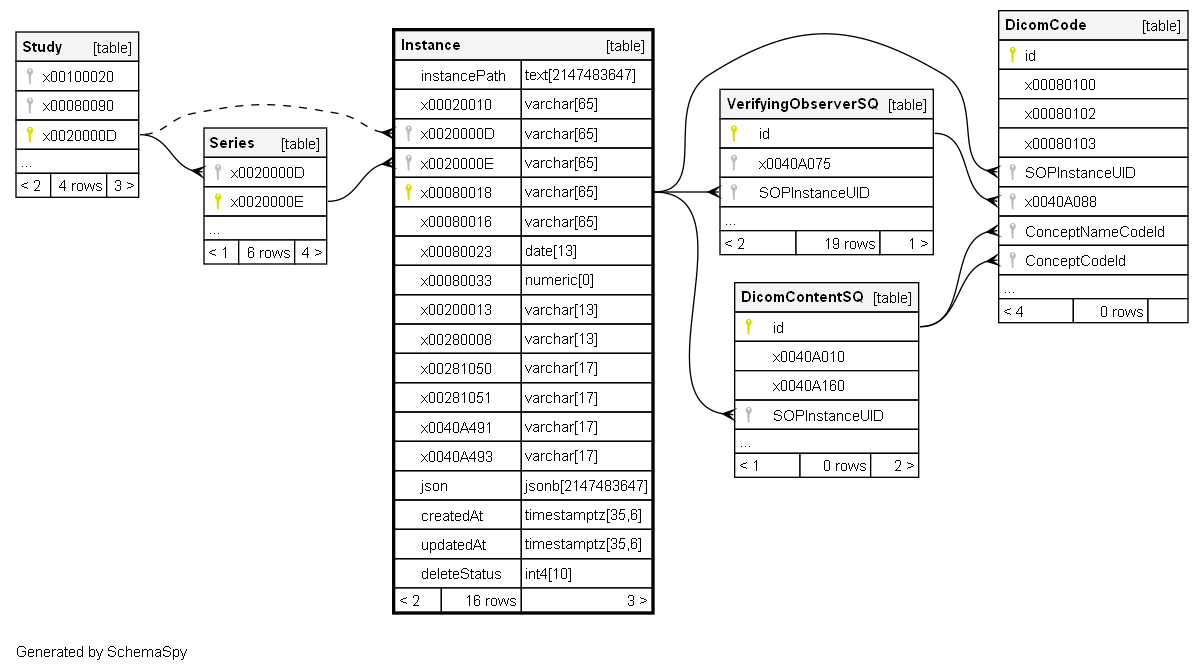 Study [table]
x00100020
x00080090
x0020000D
...
< 2 4 rows 3 >
Series [table]
x0020000D
x0020000E
...
< 1 6 rows 4 >
Instance [table]
instancePath text[2147483647]
x00020010 varchar[65]
x0020000D varchar[65]
x0020000E varchar[65]
x00080018 varchar[65]
x00080016 varchar[65]
x00080023 date[13]
x00080033 numeric[0]
x00200013 varchar[13]
x00280008 varchar[13]
x00281050 varchar[17]
x00281051 varchar[17]
x0040A491 varchar[17]
x0040A493 varchar[17]
json jsonb[2147483647]
createdAt timestamptz[35,6]
updatedAt timestamptz[35,6]
deleteStatus int4[10]
< 2 16 rows 3 >
VerifyingObserverSQ [table]
id
x0040A075
SOPInstanceUID
...
< 2 19 rows 1 >
DicomContentSQ [table]
id
x0040A010
x0040A160
SOPInstanceUID
...
< 1 0 rows 2 >
DicomCode [table]
id
x00080100
x00080102
x00080103
SOPInstanceUID
x0040A088
ConceptNameCodeId
ConceptCodeId
...
< 4 0 rows
Generated by SchemaSpy